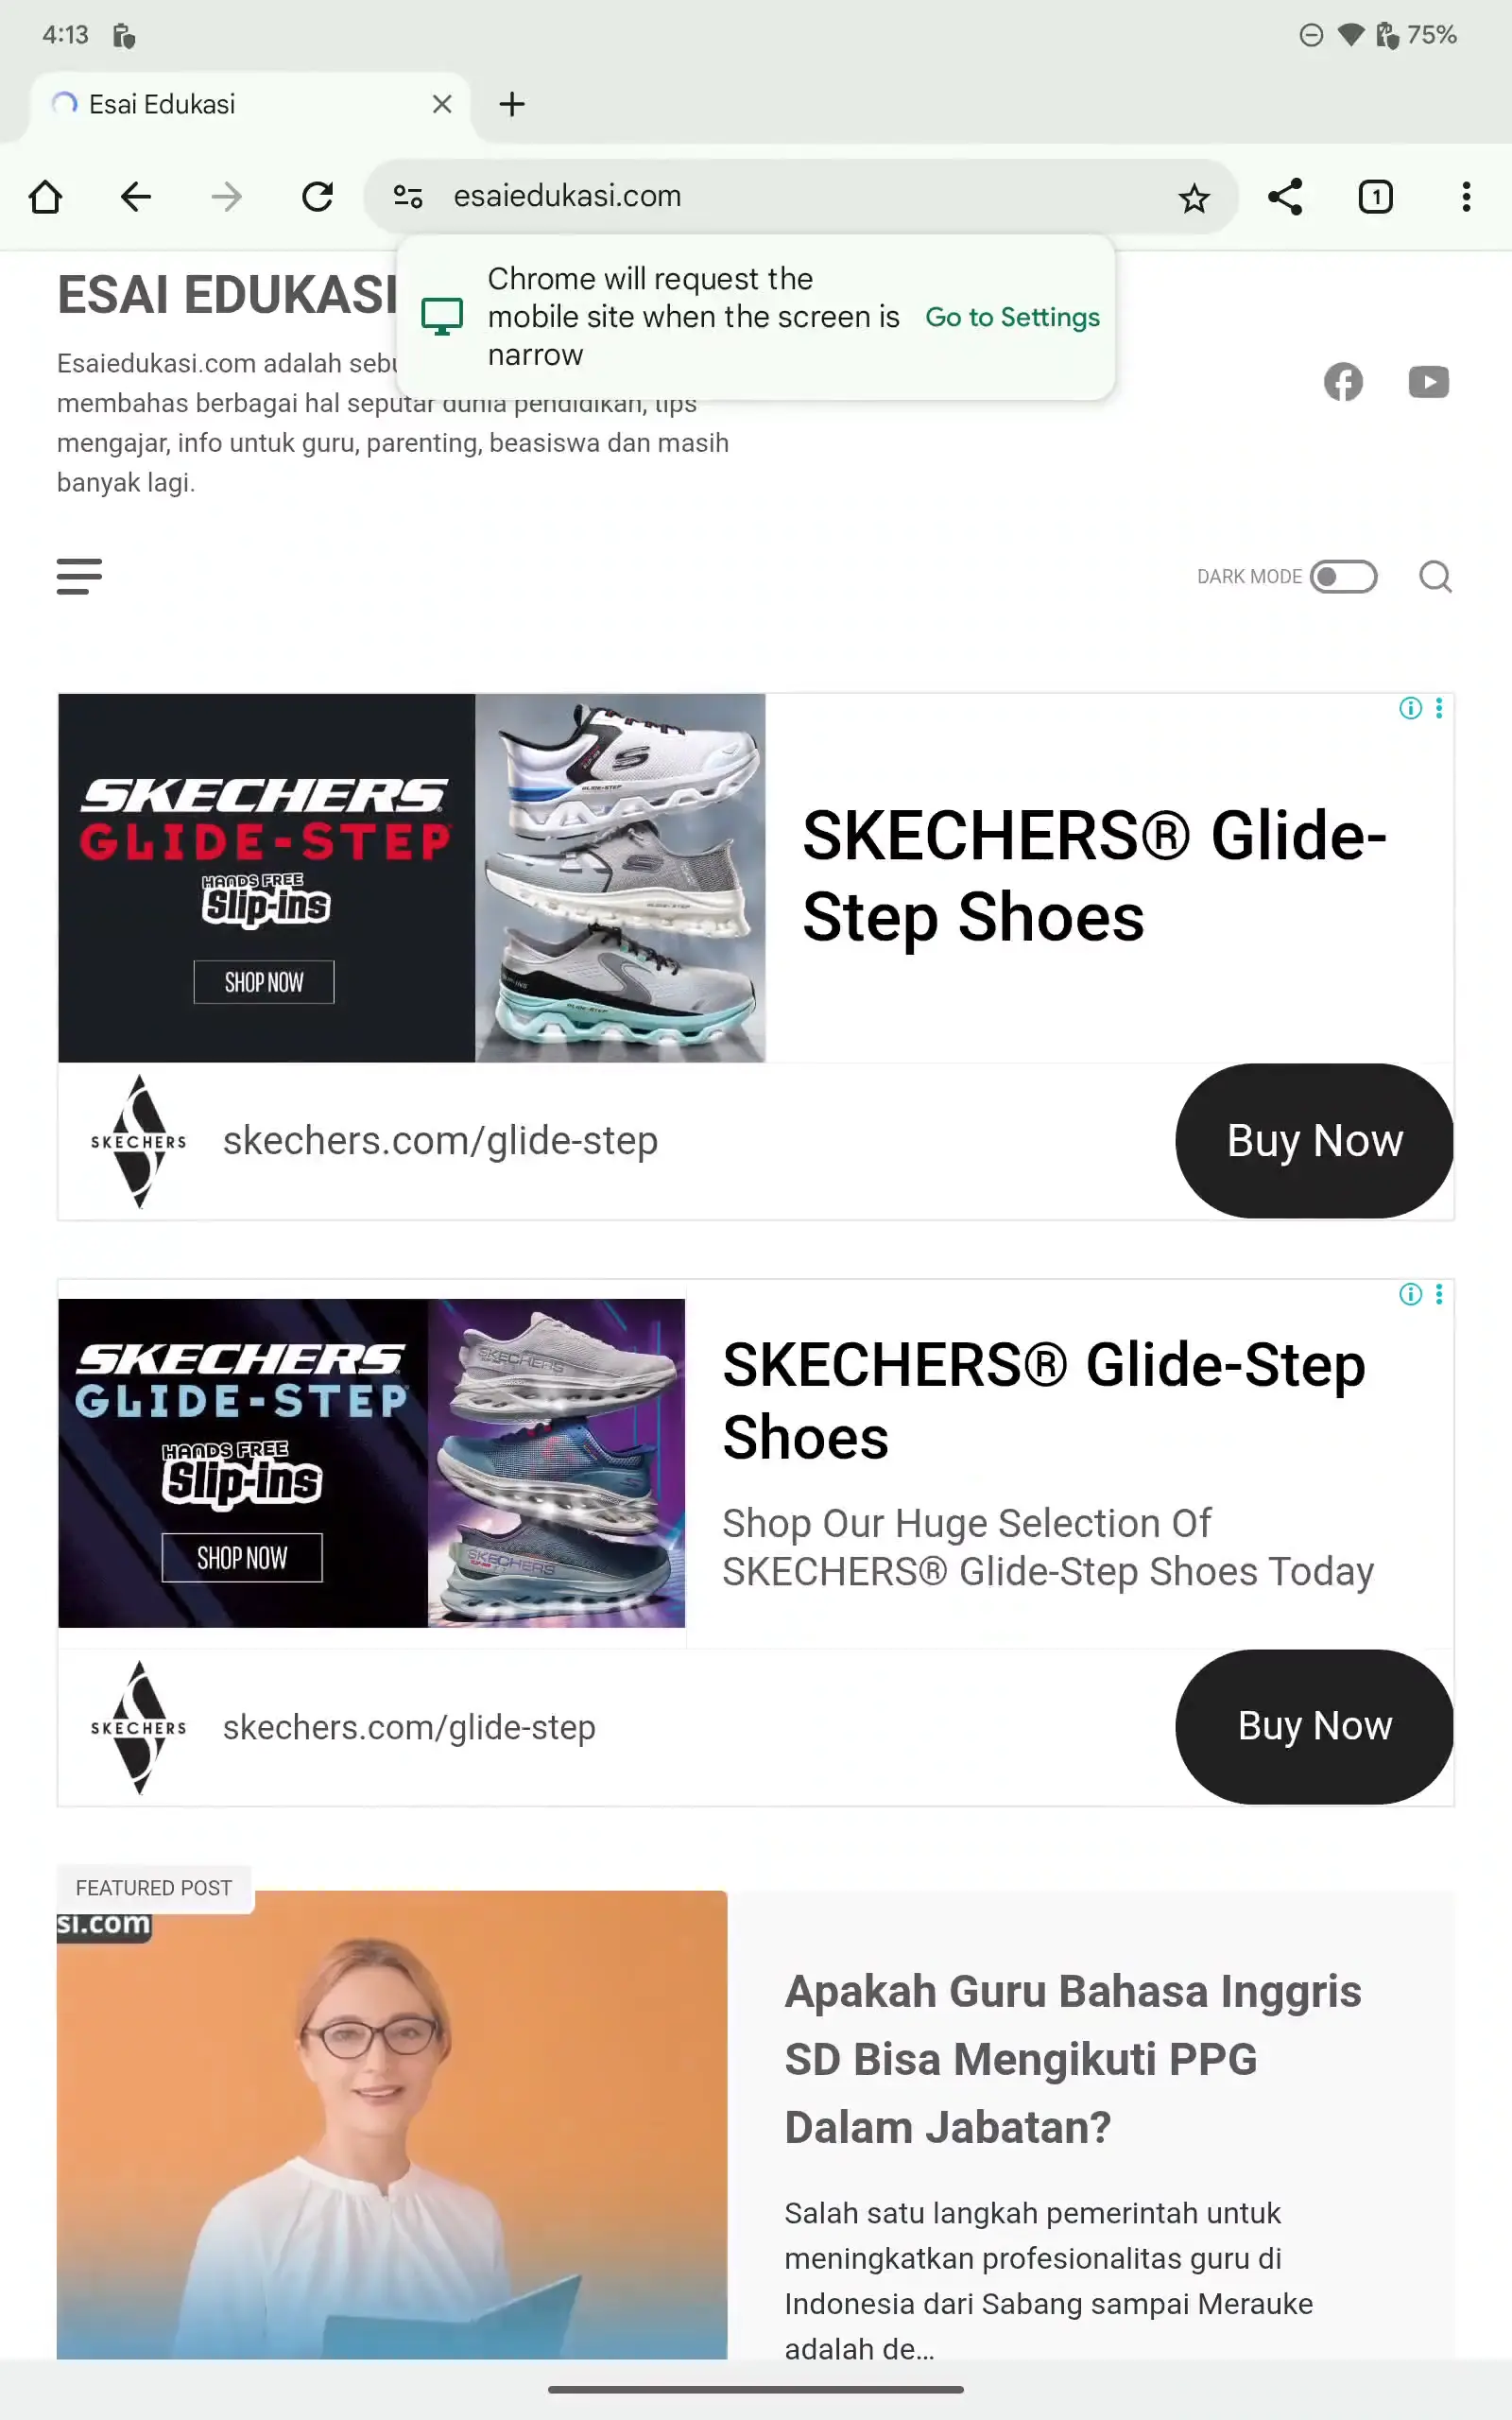 4:13
75%
Esai Edukasi
esaiedukasi.com
1
Chrome will request the
mobile site when the screen is
narrow
Go to Settings
ESAI EDUKASI
Esaiedukasi.com adalah
membahas berbagai hal seputar dunia pendidikan, tips
mengajar, info untuk guru, parenting, beasiswa dan masih
banyak lagi.
DARK MODE
SKECHERS
GLIDE-STEP
HANDS FREE
Slip-ins
SHOP NOW
SKECHERS® Glide-
Step Shoes
SKECHERS
skechers.com/glide-step
Buy Now
SKECHERS
GLIDE-STEP
HANDS FREE
Slip-ins
SHOP NOW
SKECHERS® Glide-Step
Shoes
Shop Our Huge Selection Of
SKECHERS® Glide-Step Shoes Today
SKECHERS
skechers.com/glide-step
Buy Now
FEATURED POST
si.com
Apakah Guru Bahasa Inggris
SD Bisa Mengikuti PPG
Dalam Jabatan?
Salah satu langkah pemerintah untuk
meningkatkan profesionalitas guru di
Indonesia dari Sabang sampai Merauke
adalah de...